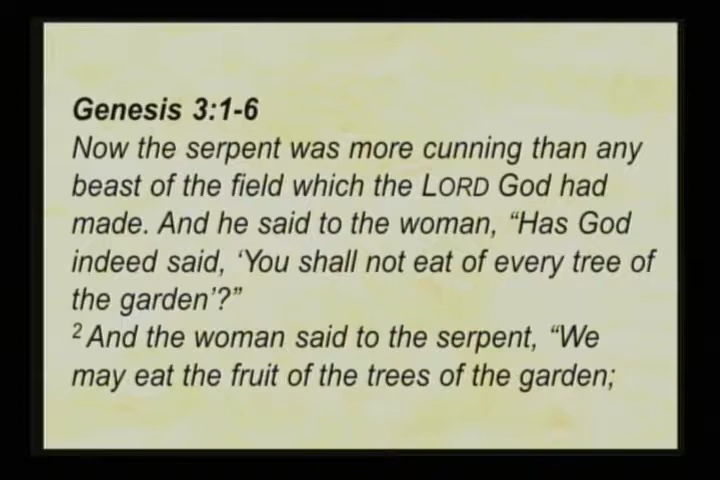 Genesis 3:1-6
Now the serpent was more cunning than any
beast of the field which the LORD God had
made. And he said to the woman, “Has God
indeed said, ‘You shall not eat of every tree of
the garden’?”
2 And the woman said to the serpent, “We
may eat the fruit of the trees of the garden;